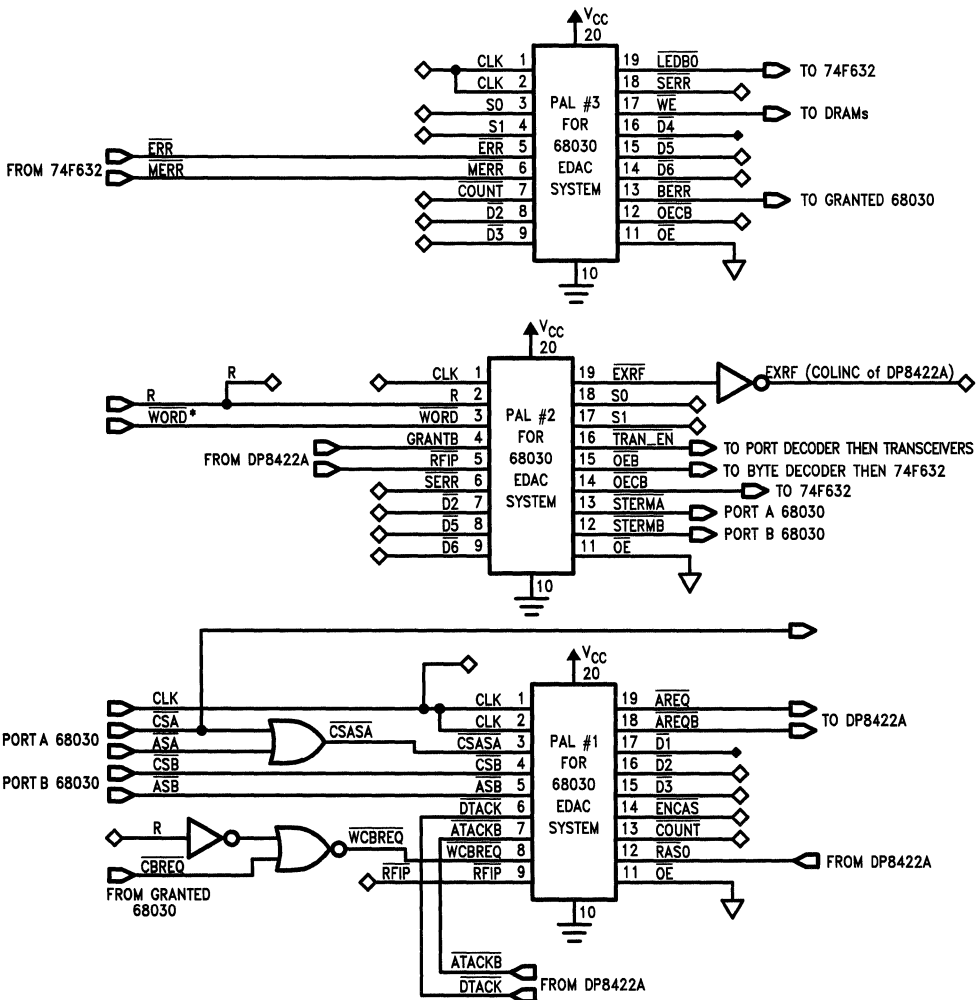 VCC
20
CLK 1 19 LEDBO TO 74F632
CLK 2 PAL #3 18 SERR
S0 3 FOR 17 WE TO DRAMs
S1 4 68030 16 D4
FROM 74F632 ERR ERR 5 EDAC 15 D5
MERR MERR 6 SYSTEM 14 D6
COUNT 7 13 BERR TO GRANTED 68030
D2 8 12 OECB
D3 9 11 OE
10
VCC
20
R CLK 1 19 EXRF EXRF (COLINC of DP8422A)
R R 2 PAL #2 18 S0
WORD* WORD 3 FOR 17 S1
FROM DP8422A GRANTB 4 68030 16 TRAN_EN TO PORT DECODER THEN TRANSCEIVERS
RFIP 5 EDAC 15 OEB TO BYTE DECODER THEN 74F632
SERR 6 SYSTEM 14 OECB TO 74F632
D2 7 13 STERMA PORT A 68030
D5 8 12 STERMB PORT B 68030
D6 9 11 OE
10
VCC
20
CLK CLK 1 19 AREQ TO DP8422A
PORT A 68030 CSA CLK 2 PAL #1 18 AREQB
ASA CSASA CSASA 3 FOR 17 D1
PORT B 68030 CSB CSB 4 68030 16 D2
ASB ASB 5 EDAC 15 D3
DTACK 6 SYSTEM 14 ENCAS
R ATACKB 7 13 COUNT
CBREQ WCBREQ WCBREQ 8 12 RAS0 FROM DP8422A
RFIP RFIP 9 11 OE
FROM GRANTED
68030
10
ATACKB
DTACK FROM DP8422A